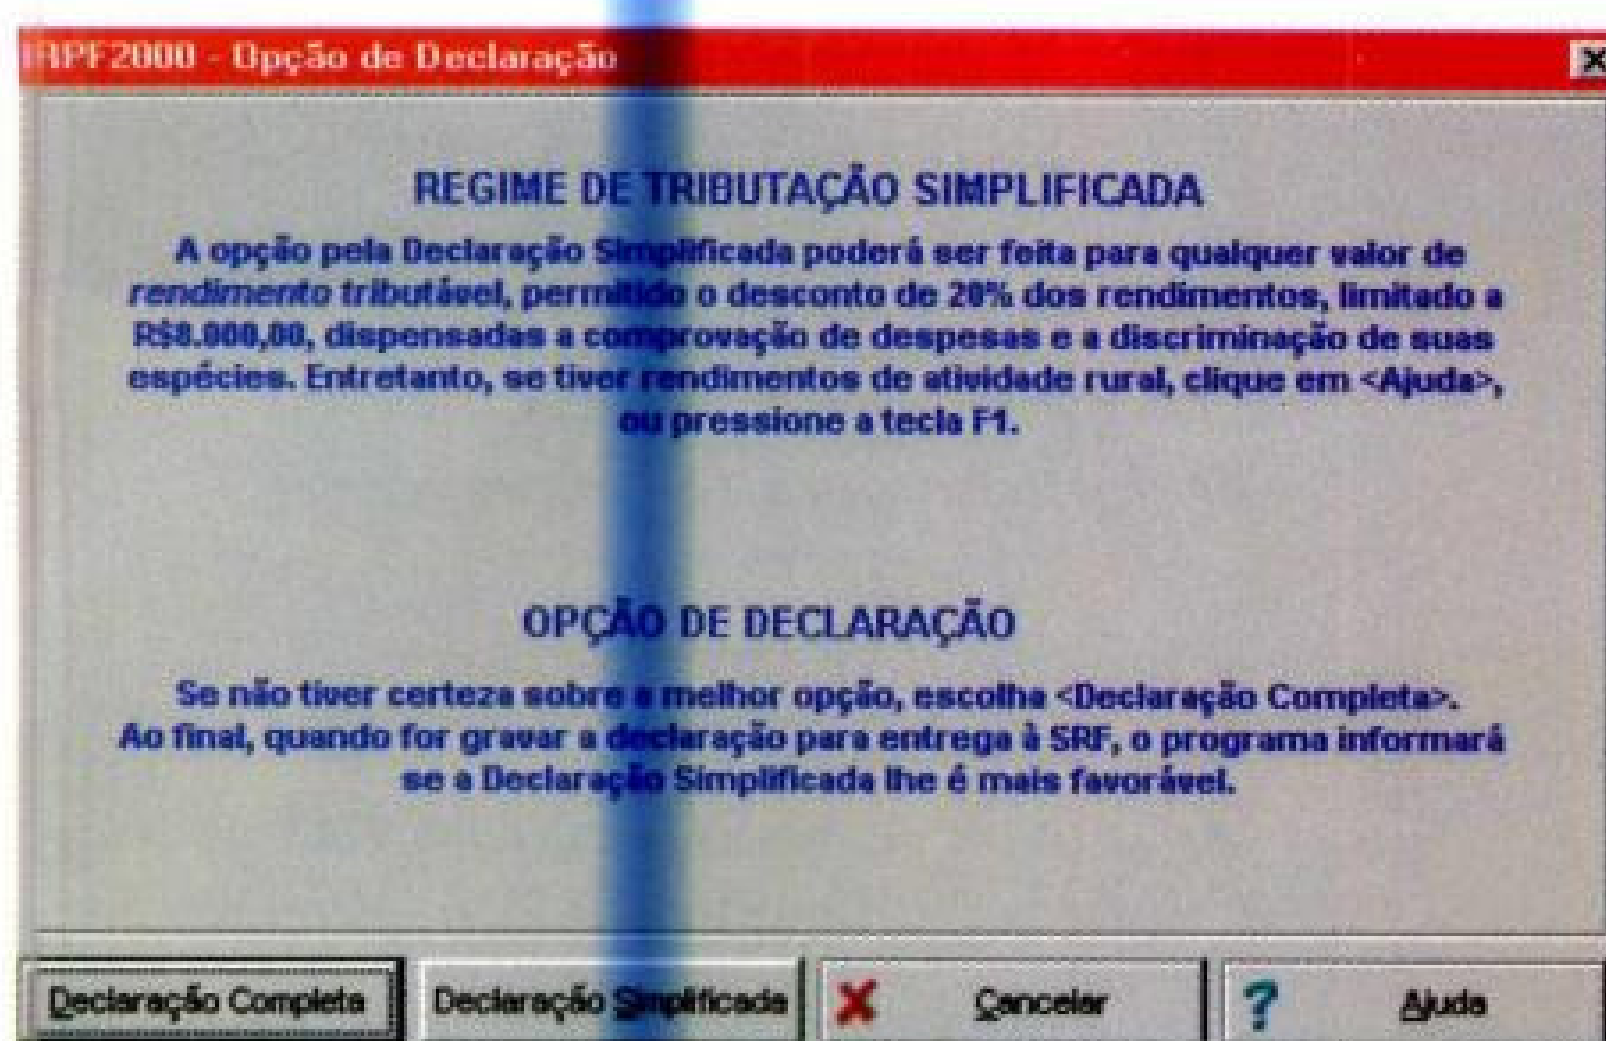 IRPF2000 - Opção de Declaração
REGIME DE TRIBUTAÇÃO SIMPLIFICADA
A opção pela Declaração Simplificada poderá ser feita para qualquer valor de
rendimento tributável, permitido o desconto de 20% dos rendimentos, limitado a
R$8.000,00, dispensadas a comprovação de despesas e a discriminação de suas
espécies. Entretanto, se tiver rendimentos de atividade rural, clique em <Ajuda>,
ou pressione a tecla F1.
OPÇÃO DE DECLARAÇÃO
Se não tiver certeza sobre a melhor opção, escolha <Declaração Completa>.
Ao final, quando for gravar a declaração para entrega à SRF, o programa informará
se a Declaração Simplificada lhe é mais favorável.
Declaração Completa Declaração Simplificada Cancelar ? Ajuda